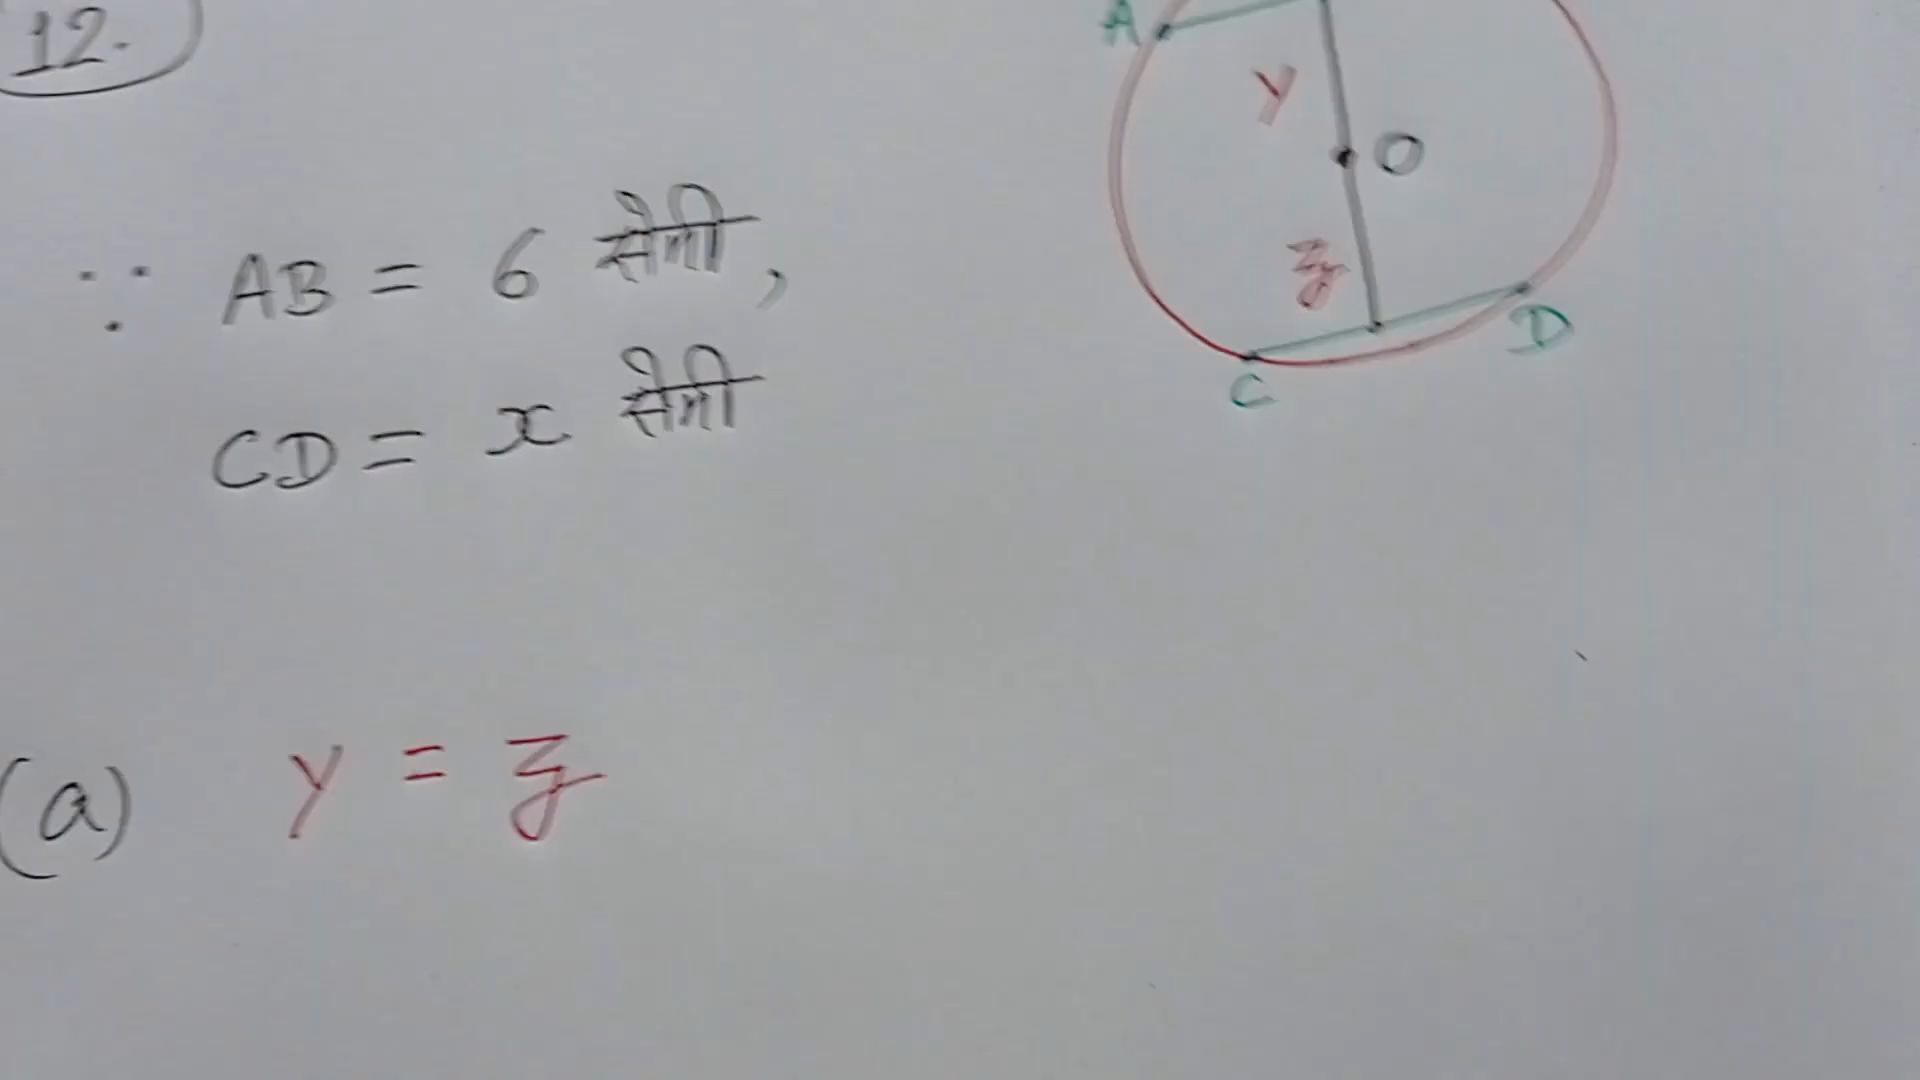 12.
A
y
O
z
D
C
∵ AB = 6 सेमी,
CD = x सेमी
(a) y = z